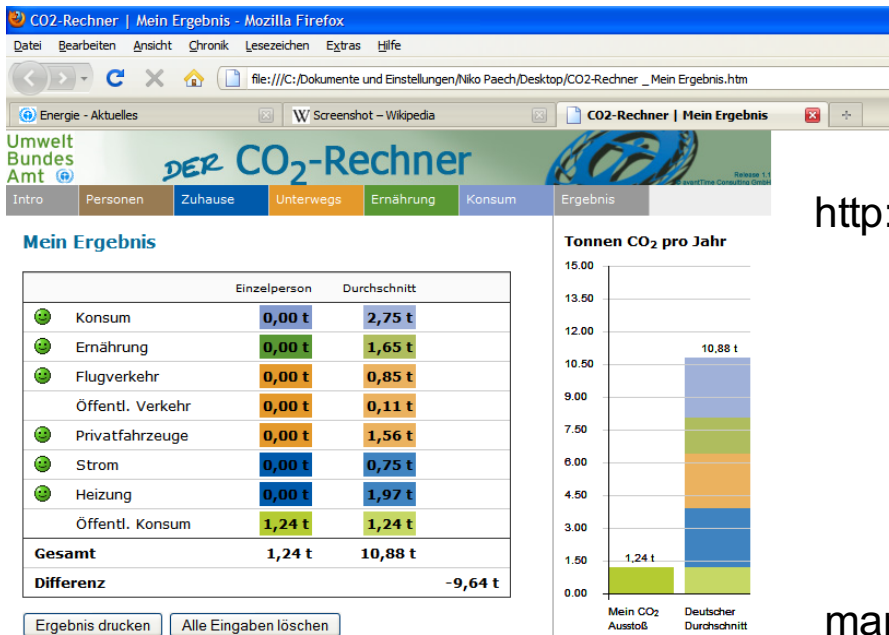 CO2-Rechner | Mein Ergebnis - Mozilla Firefox
Datei Bearbeiten Ansicht Chronik Lesezeichen Extras Hilfe
file:///C:/Dokumente und Einstellungen/Niko Paech/Desktop/CO2-Rechner _ Mein Ergebnis.htm
Energie - Aktuelles W Screenshot – Wikipedia CO2-Rechner | Mein Ergebnis
Umwelt
Bundes
Amt
DER CO2-Rechner
Release 1.1
© avantTime Consulting GmbH
Intro Personen Zuhause Unterwegs Ernährung Konsum Ergebnis
http:
Mein Ergebnis
Einzelperson Durchschnitt
Konsum 0,00 t 2,75 t
Ernährung 0,00 t 1,65 t
Flugverkehr 0,00 t 0,85 t
Öffentl. Verkehr 0,00 t 0,11 t
Privatfahrzeuge 0,00 t 1,56 t
Strom 0,00 t 0,75 t
Heizung 0,00 t 1,97 t
Öffentl. Konsum 1,24 t 1,24 t
Gesamt 1,24 t 10,88 t
Differenz -9,64 t
Ergebnis drucken Alle Eingaben löschen
Tonnen CO2 pro Jahr
15.00
13.50
12.00
10,88 t
10.50
9.00
7.50
6.00
4.50
3.00
1.50 1,24 t
0.00
Mein CO2 Deutscher
Ausstoß Durchschnitt